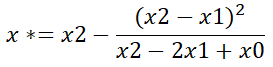 x *= x2 − (x2 − x1)² / (x2 − 2x1 + x0)